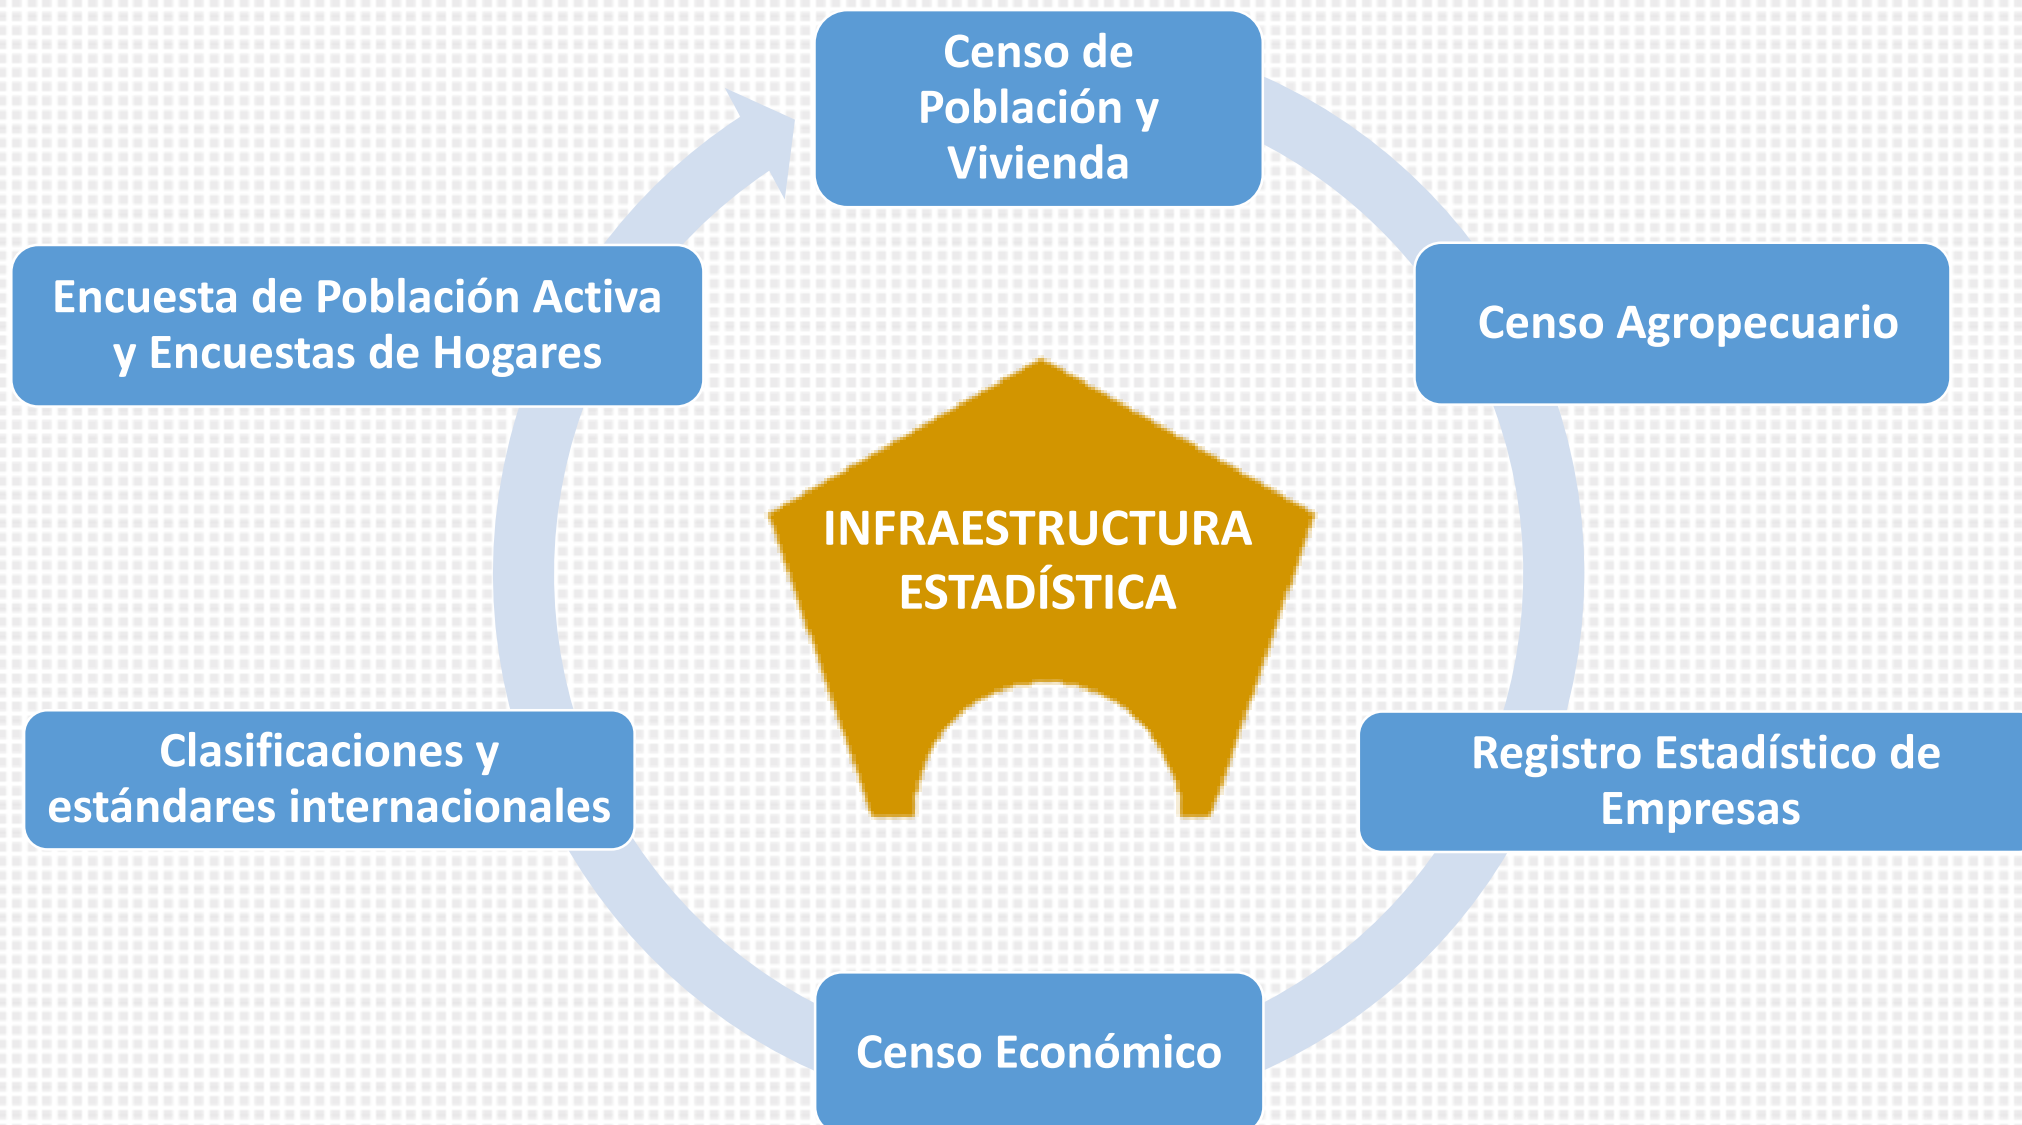 Censo de
Población y
Vivienda
Encuesta de Población Activa
y Encuestas de Hogares
Censo Agropecuario
INFRAESTRUCTURA
ESTADÍSTICA
Clasificaciones y
estándares internacionales
Registro Estadístico de
Empresas
Censo Económico